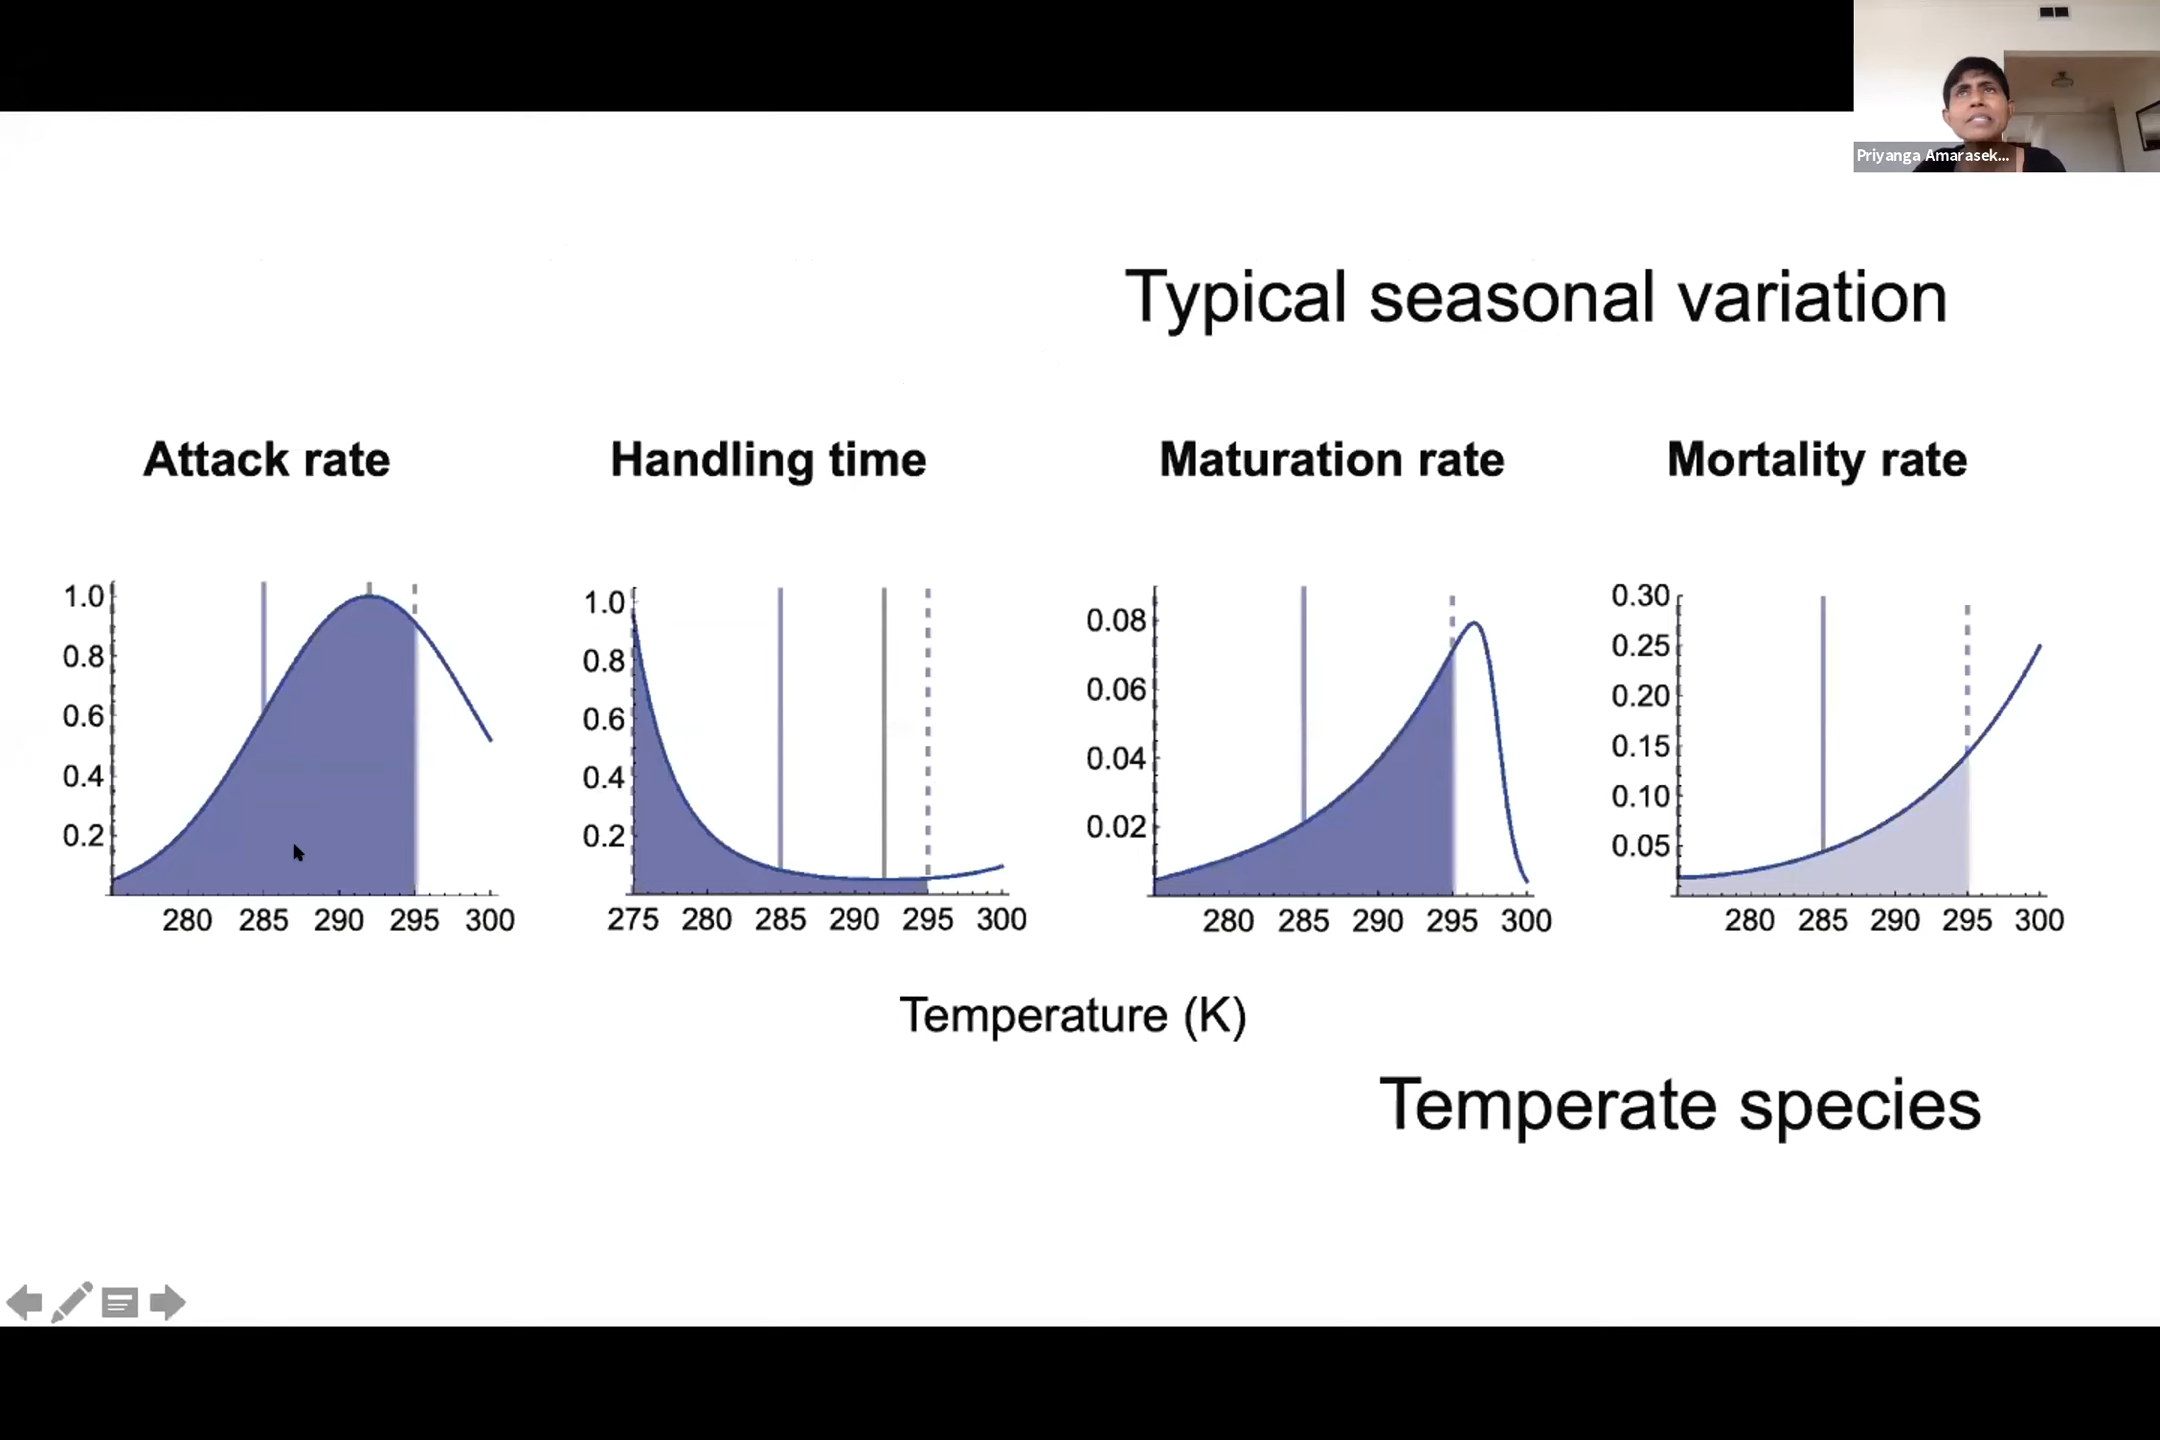 Priyanga Amarasek...
Typical seasonal variation
Attack rate
Handling time
Maturation rate
Mortality rate
1.0
0.8
0.6
0.4
0.2
280 285 290 295 300
1.0
0.8
0.6
0.4
0.2
275 280 285 290 295 300
0.08
0.06
0.04
0.02
280 285 290 295 300
0.30
0.25
0.20
0.15
0.10
0.05
280 285 290 295 300
Temperature (K)
Temperate species